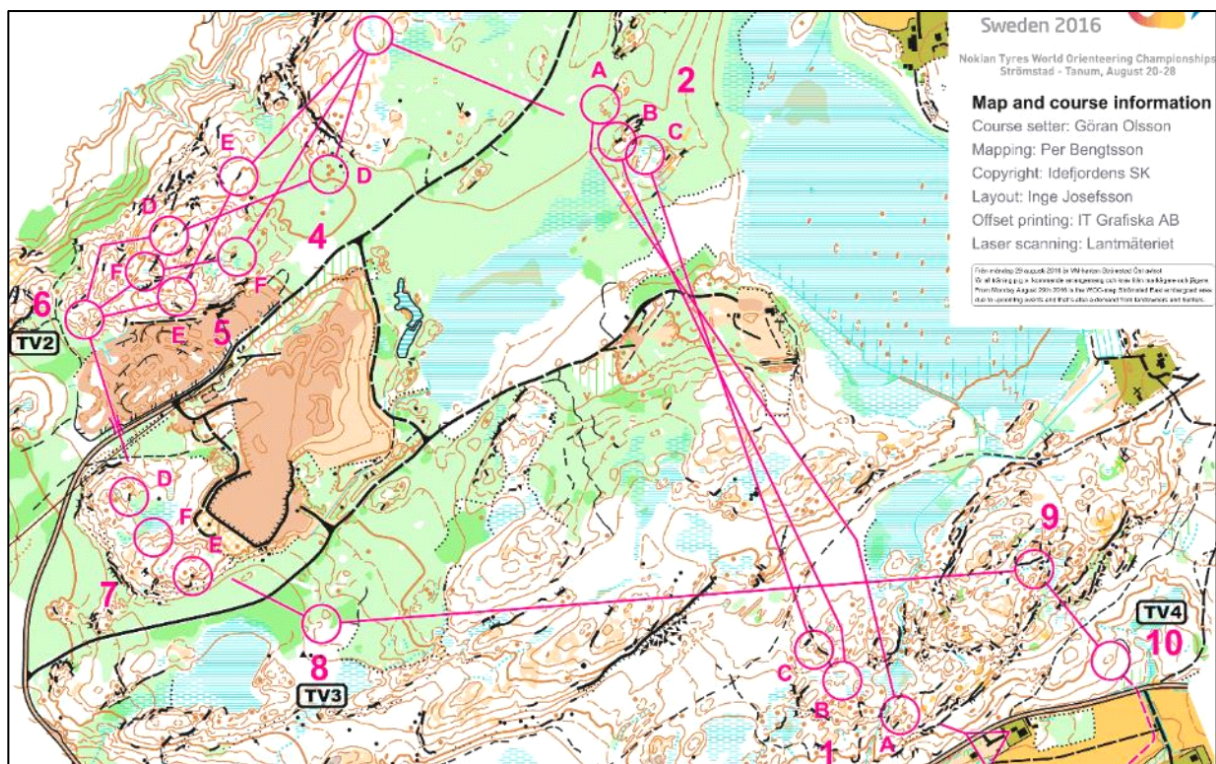 Sweden 2016
Nokian Tyres World Orienteering Championships
Strömstad - Tanum, August 20-28
Map and course information
Course setter: Göran Olsson
Mapping: Per Bengtsson
Copyright: Idefjordens SK
Layout: Inge Josefsson
Offset printing: IT Grafiska AB
Laser scanning: Lantmäteriet
A
2
B
C
E
D
D
4
F
F
6
E
5
TV2
D
F
E
7
8
TV3
9
TV4
10
C
B
A
1